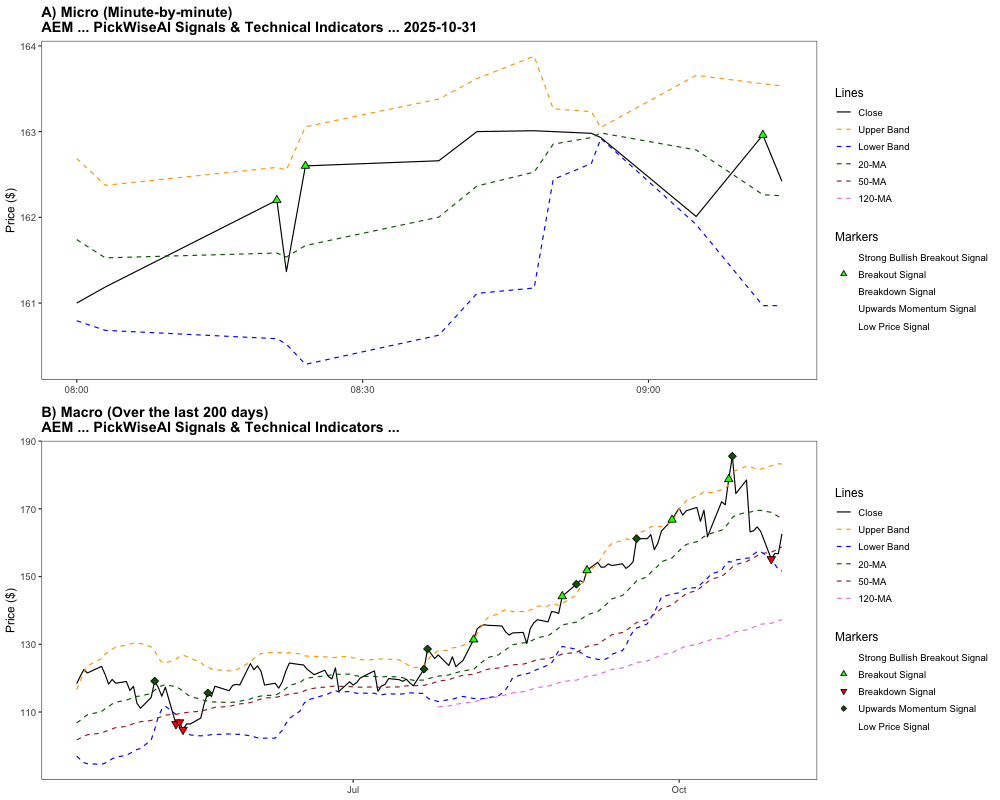 A) Micro (Minute-by-minute)
AEM ... PickWiseAI Signals & Technical Indicators ... 2025-10-31
164
163
162
161
Price ($)
08:00
08:30
09:00
Lines
Close
Upper Band
Lower Band
20-MA
50-MA
120-MA
Markers
Strong Bullish Breakout Signal
Breakout Signal
Breakdown Signal
Upwards Momentum Signal
Low Price Signal
B) Macro (Over the last 200 days)
AEM ... PickWiseAI Signals & Technical Indicators ...
190
170
150
130
110
Price ($)
Jul
Oct
Lines
Close
Upper Band
Lower Band
20-MA
50-MA
120-MA
Markers
Strong Bullish Breakout Signal
Breakout Signal
Breakdown Signal
Upwards Momentum Signal
Low Price Signal